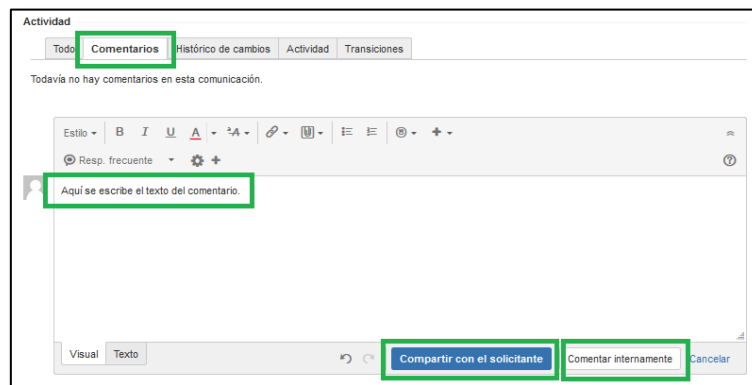 Actividad
Todo Comentarios Histórico de cambios Actividad Transiciones
Todavía no hay comentarios en esta comunicación.
Estilo B I U A A
Resp. frecuente
Aquí se escribe el texto del comentario.
Visual Texto Compartir con el solicitante Comentar internamente Cancelar